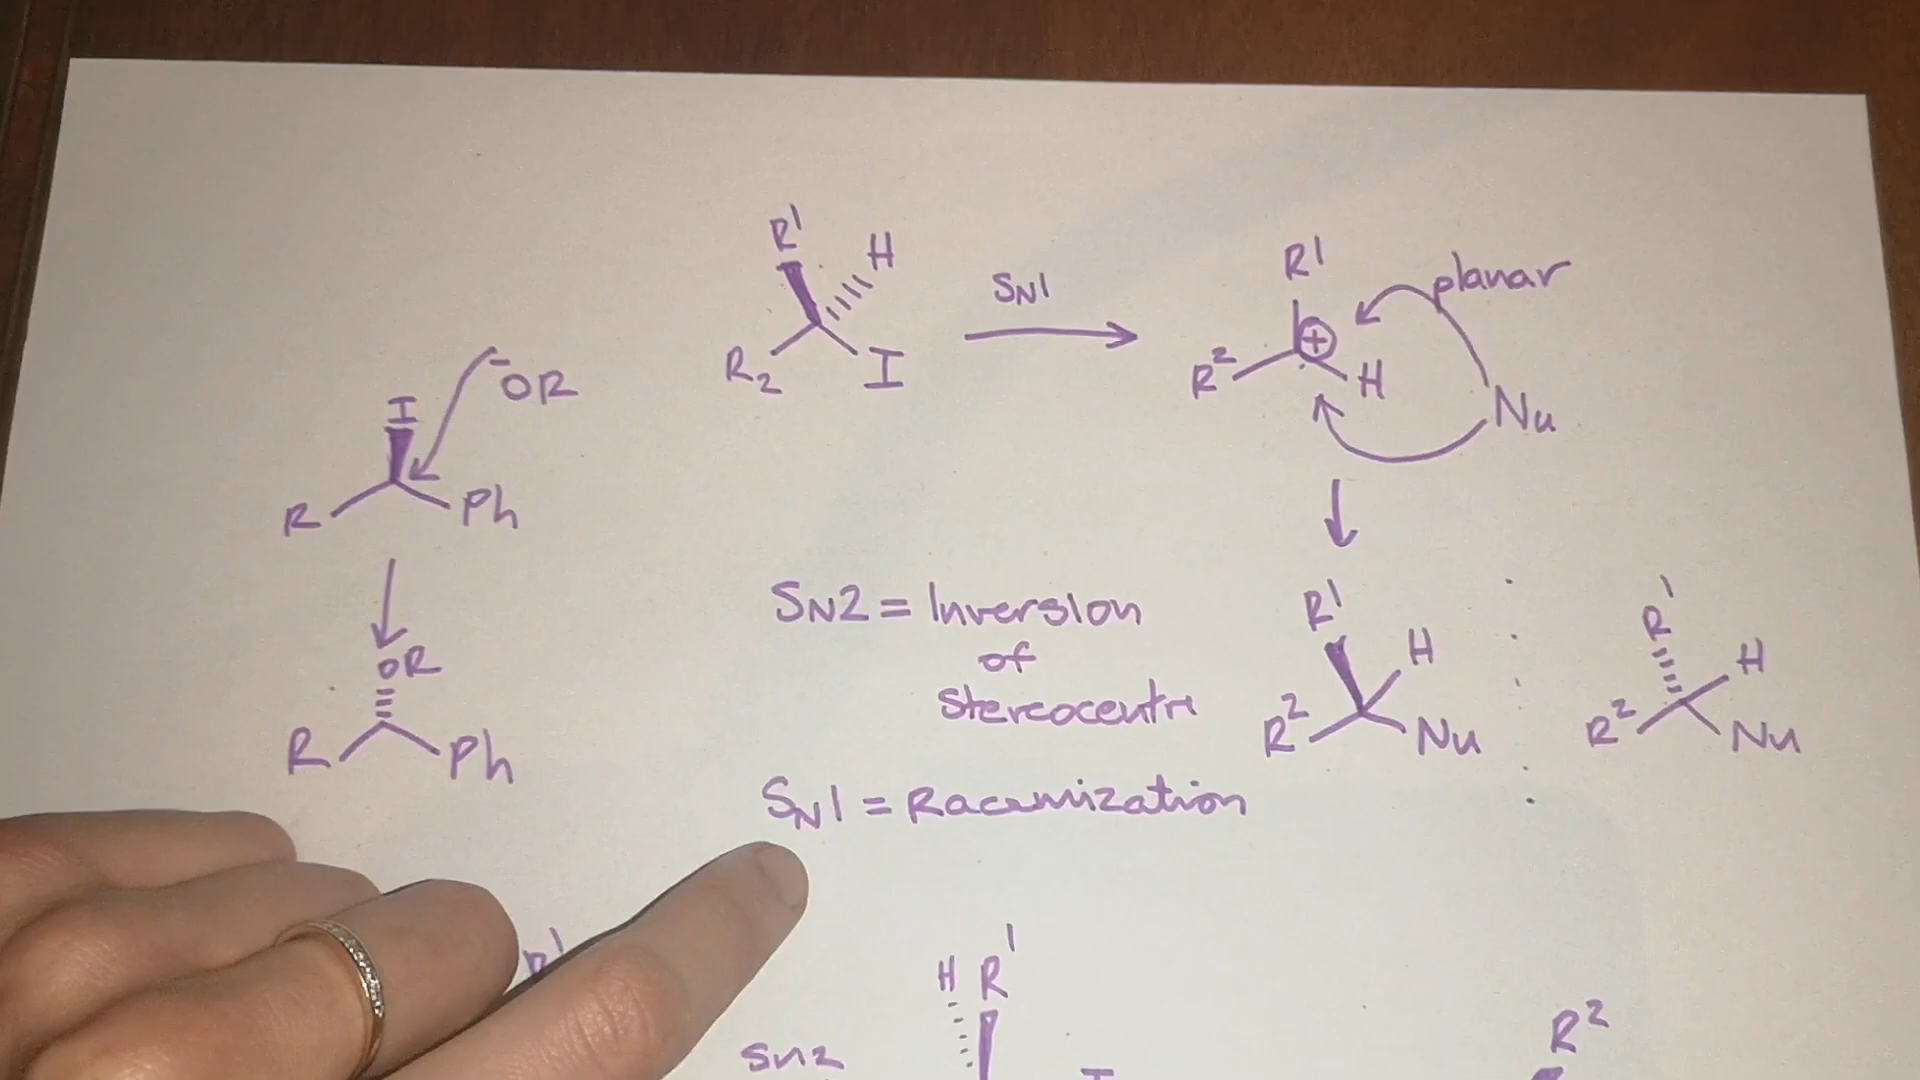 R¹
H
R₂
I
SN1
R¹
⊕
R²
H
planar
Nu
⁻OR
I
R
Ph
OR
R
Ph
SN2 = Inversion
of
stereocentre
SN1 = Racemization
R¹
H
R²
Nu
R¹
H
R²
Nu
H R¹
SN2
R²